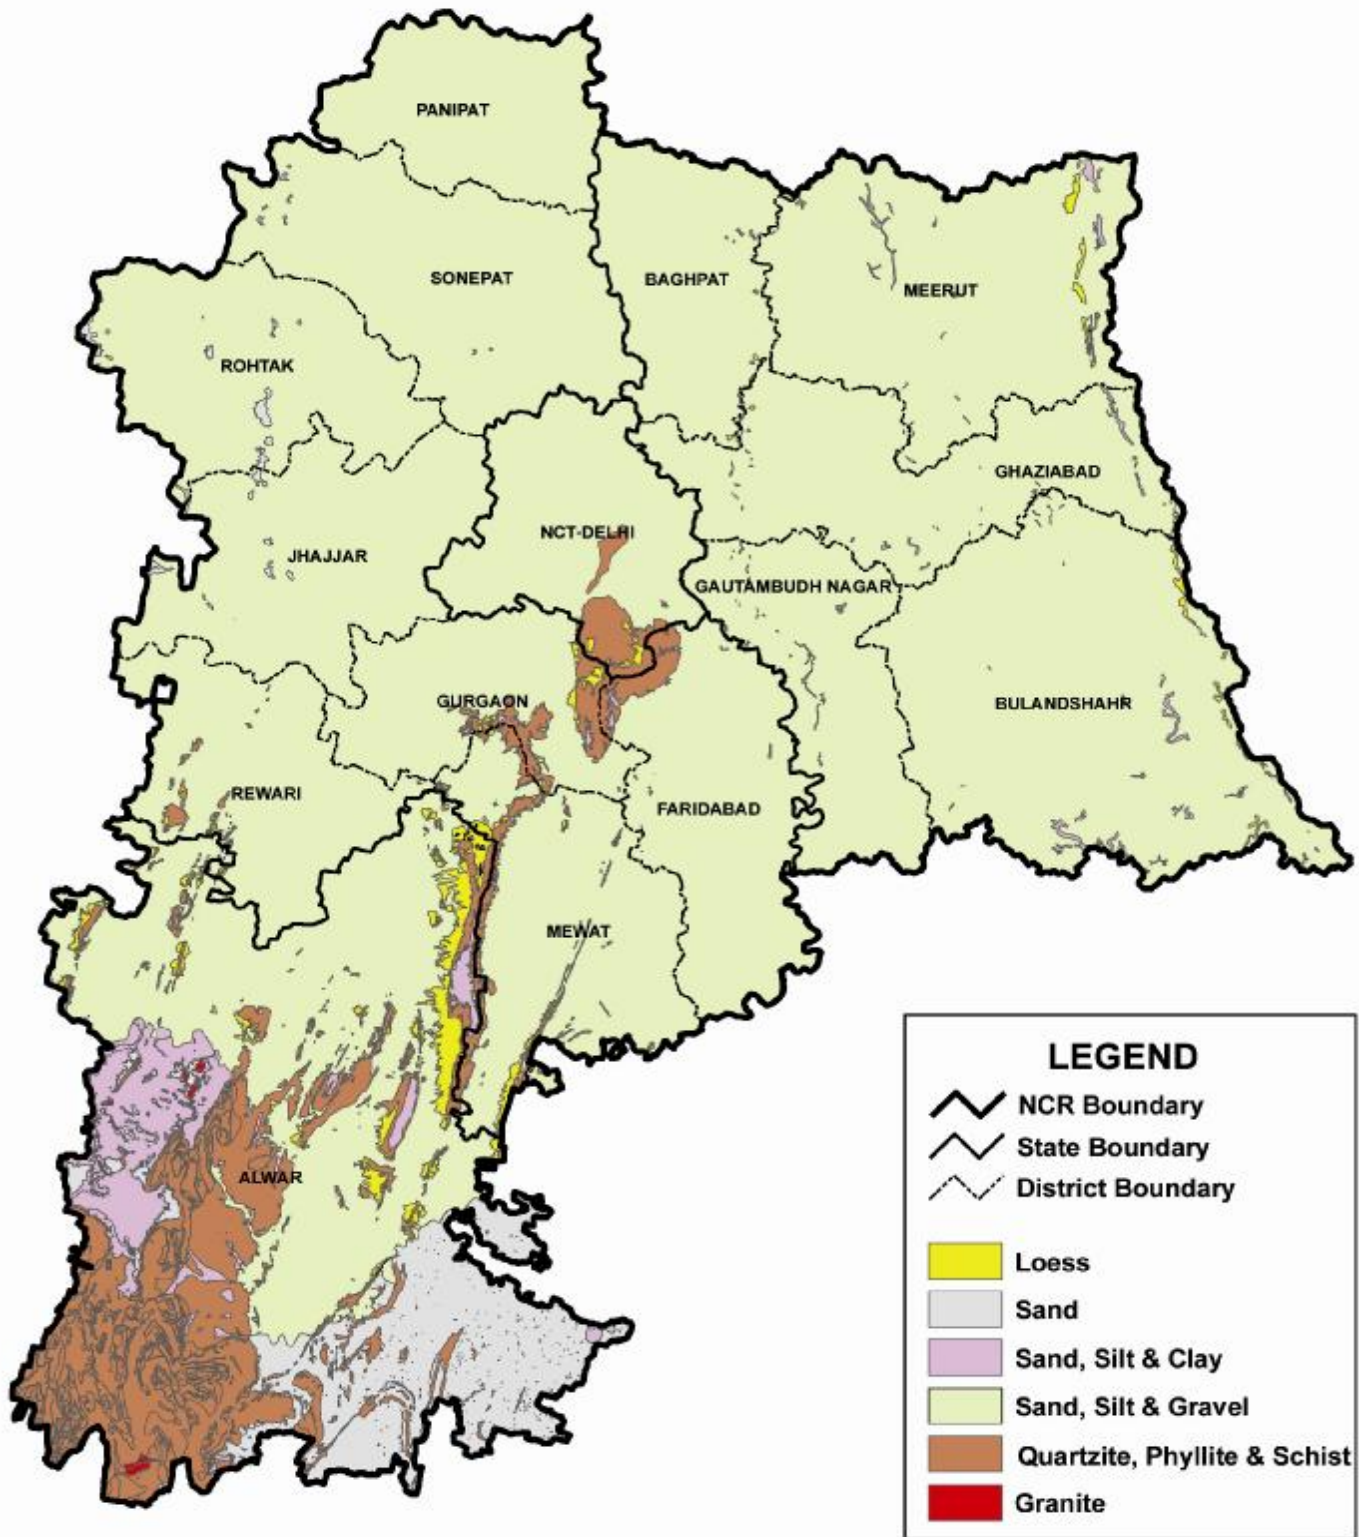 PANIPAT
SONEPAT
BAGHPAT
MEERUT
ROHTAK
GHAZIABAD
NCT-DELHI
JHAJJAR
GAUTAMBUDH NAGAR
GURGAON
BULANDSHAHR
REWARI
FARIDABAD
MEWAT
ALWAR
LEGEND
NCR Boundary
State Boundary
District Boundary
Loess
Sand
Sand, Silt & Clay
Sand, Silt & Gravel
Quartzite, Phyllite & Schist
Granite